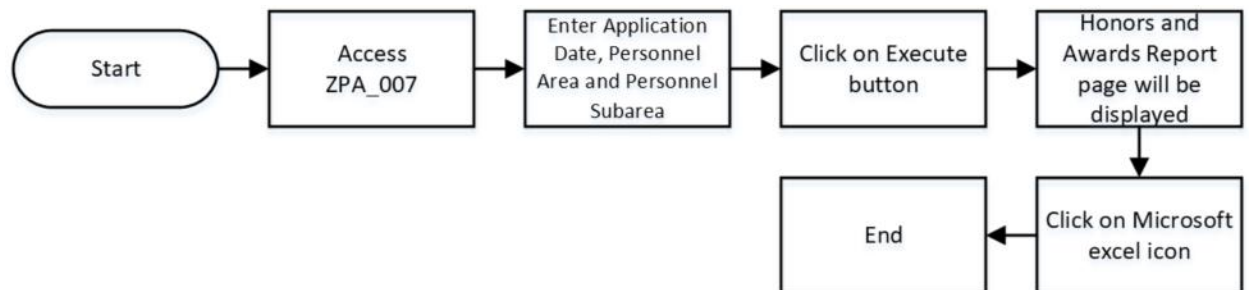 Start
Access
ZPA_007
Enter Application
Date, Personnel
Area and Personnel
Subarea
Click on Execute
button
Honors and
Awards Report
page will be
displayed
Click on Microsoft
excel icon
End